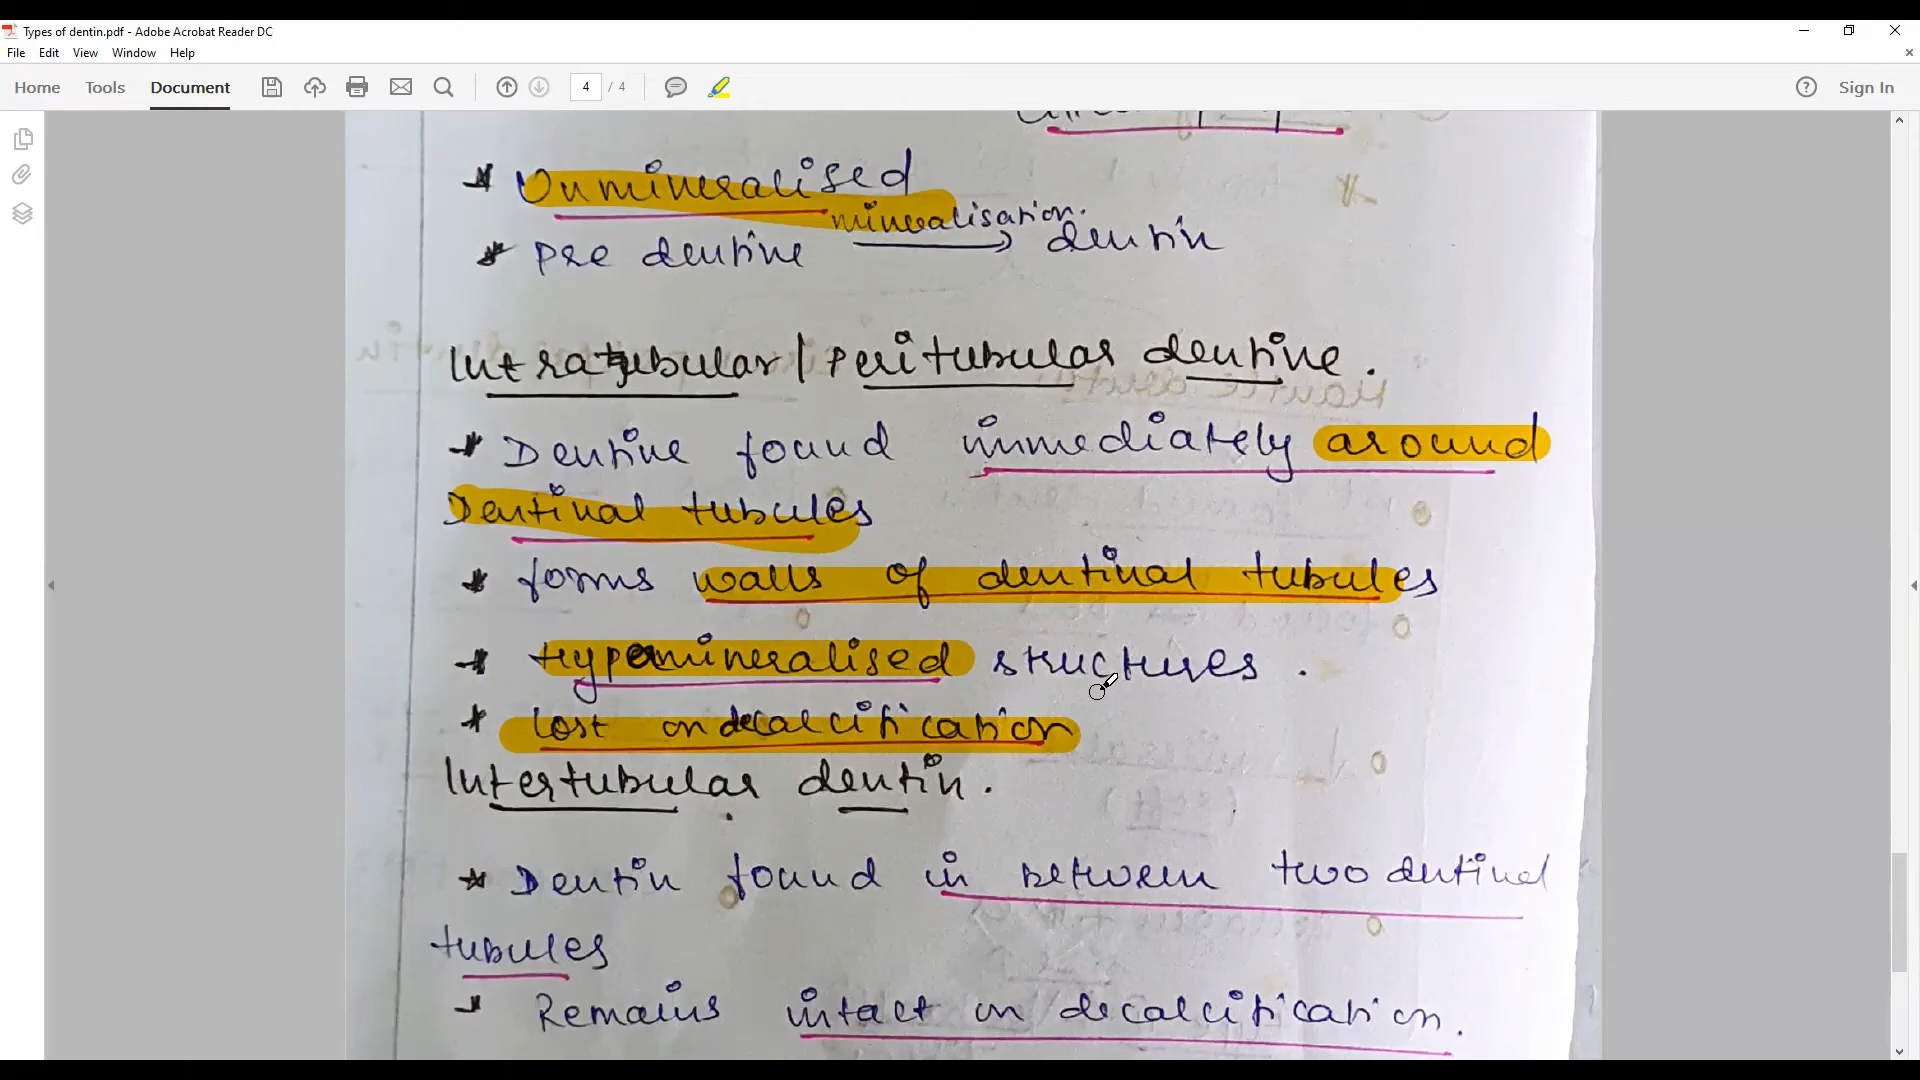 Types of dentin.pdf - Adobe Acrobat Reader DC
File Edit View Window Help
Home Tools Document 4 / 4 Sign In
Unmineralised
mineralisation.
Pre dentine → dentin
Intratubular / Peritubular dentine.
Dentine found immediately around
Dentinal tubules
forms walls of dentinal tubules
Hypermineralised structures.
lost on decalcification
Intertubular dentin.
Dentin found in between two dentinal
tubules
Remains intact on decalcification.